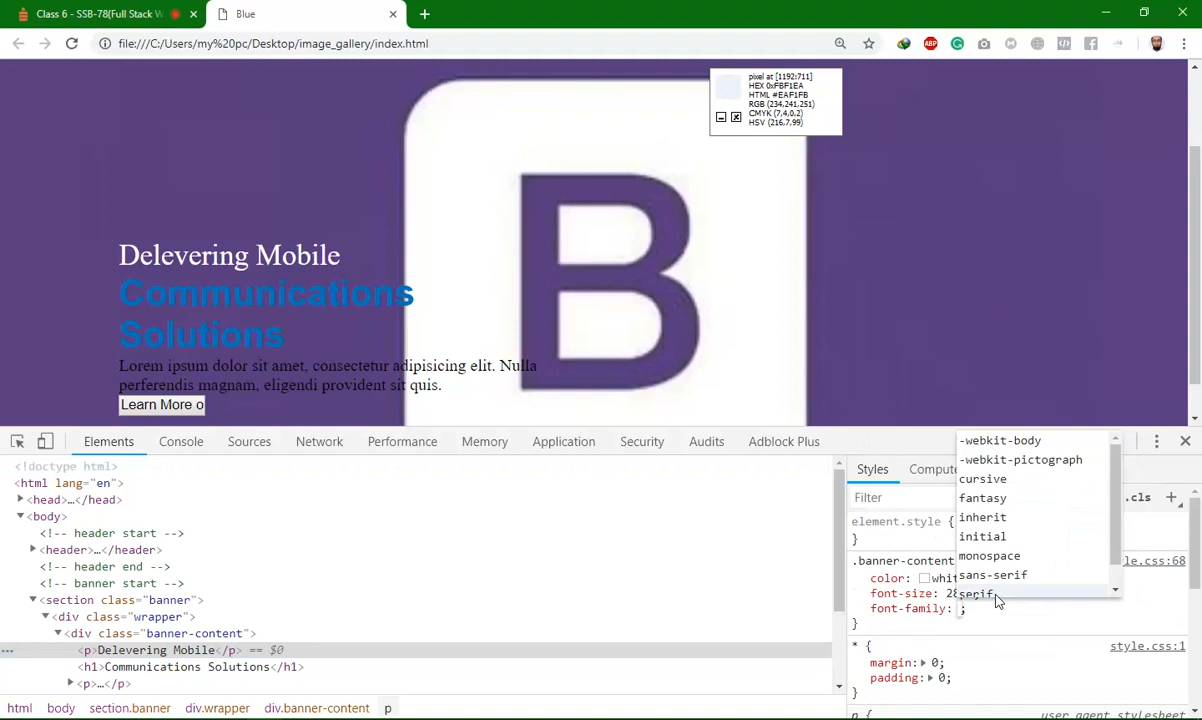 Class 6 - SSB-78(Full Stack W
Blue
file:///C:/Users/my%20pc/Desktop/image_gallery/index.html
ABP
pixel at [1192:711]
HEX 0xFBF1EA
HTML #EAF1FB
RGB (234,241,251)
CMYK (7,4,0,2)
HSV (216,7,99)
B
Delevering Mobile
Communications
Solutions
Lorem ipsum dolor sit amet, consectetur adipisicing elit. Nulla
perferendis magnam, eligendi provident sit quis.
Learn More o
Elements Console Sources Network Performance Memory Application Security Audits Adblock Plus
<!doctype html>
<html lang="en">
<head>…</head>
<body>
<!-- header start -->
<header>…</header>
<!-- header end -->
<!-- banner start -->
<section class="banner">
<div class="wrapper">
<div class="banner-content">
<p>Delevering Mobile</p> == $0
<h1>Communications Solutions</h1>
<p>…</p>
html body section.banner div.wrapper div.banner-content p
Styles Compute
Filter .cls
element.style {
}
.banner-content le.css:68
color: whit
font-size: 28
font-family: ;
}
* { style.css:1
margin: 0;
padding: 0;
}
p { user agent stylesheet
-webkit-body
-webkit-pictograph
cursive
fantasy
inherit
initial
monospace
sans-serif
serif